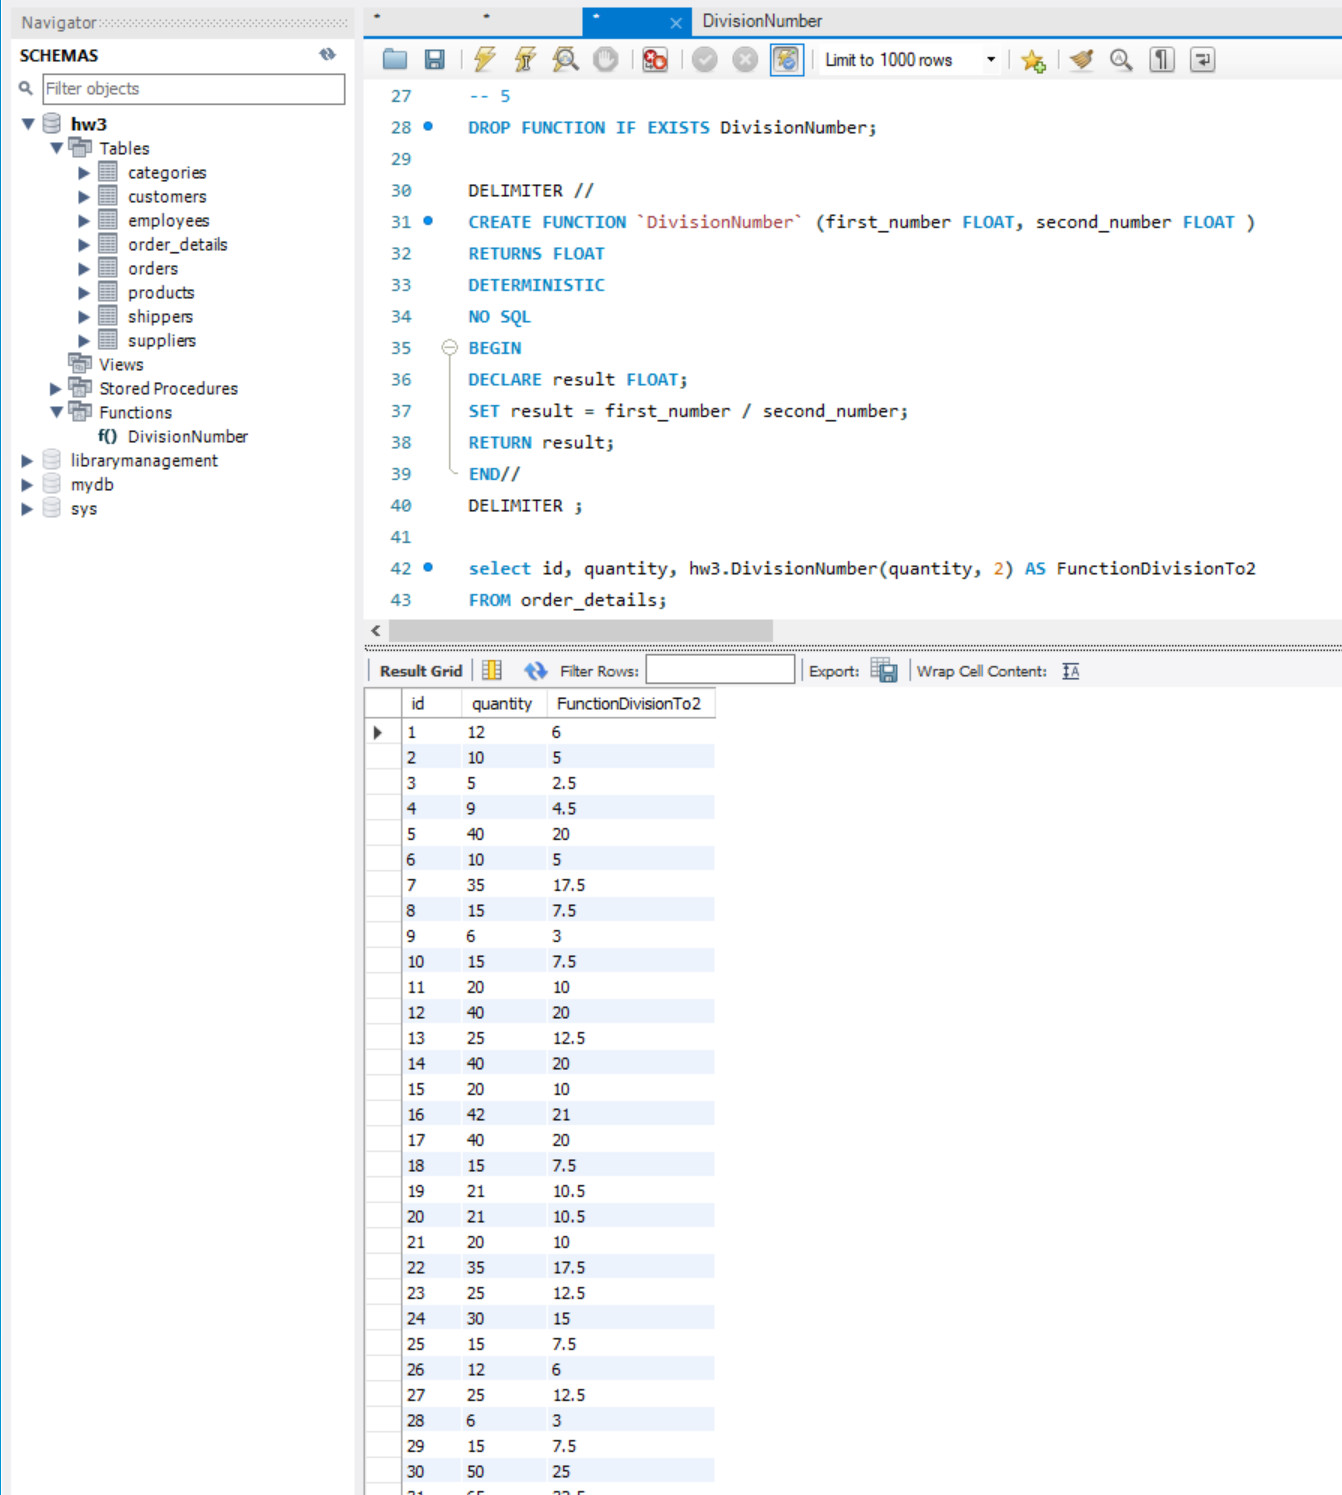 Navigator
SCHEMAS
Filter objects
hw3
Tables
categories
customers
employees
order_details
orders
products
shippers
suppliers
Views
Stored Procedures
Functions
f() DivisionNumber
librarymanagement
mydb
sys
* * * × DivisionNumber
Limit to 1000 rows
27 -- 5
28 DROP FUNCTION IF EXISTS DivisionNumber;
29
30 DELIMITER //
31 CREATE FUNCTION `DivisionNumber` (first_number FLOAT, second_number FLOAT )
32 RETURNS FLOAT
33 DETERMINISTIC
34 NO SQL
35 BEGIN
36 DECLARE result FLOAT;
37 SET result = first_number / second_number;
38 RETURN result;
39 END//
40 DELIMITER ;
41
42 select id, quantity, hw3.DivisionNumber(quantity, 2) AS FunctionDivisionTo2
43 FROM order_details;
Result Grid Filter Rows: Export: Wrap Cell Content:
id quantity FunctionDivisionTo2
1 12 6
2 10 5
3 5 2.5
4 9 4.5
5 40 20
6 10 5
7 35 17.5
8 15 7.5
9 6 3
10 15 7.5
11 20 10
12 40 20
13 25 12.5
14 40 20
15 20 10
16 42 21
17 40 20
18 15 7.5
19 21 10.5
20 21 10.5
21 20 10
22 35 17.5
23 25 12.5
24 30 15
25 15 7.5
26 12 6
27 25 12.5
28 6 3
29 15 7.5
30 50 25